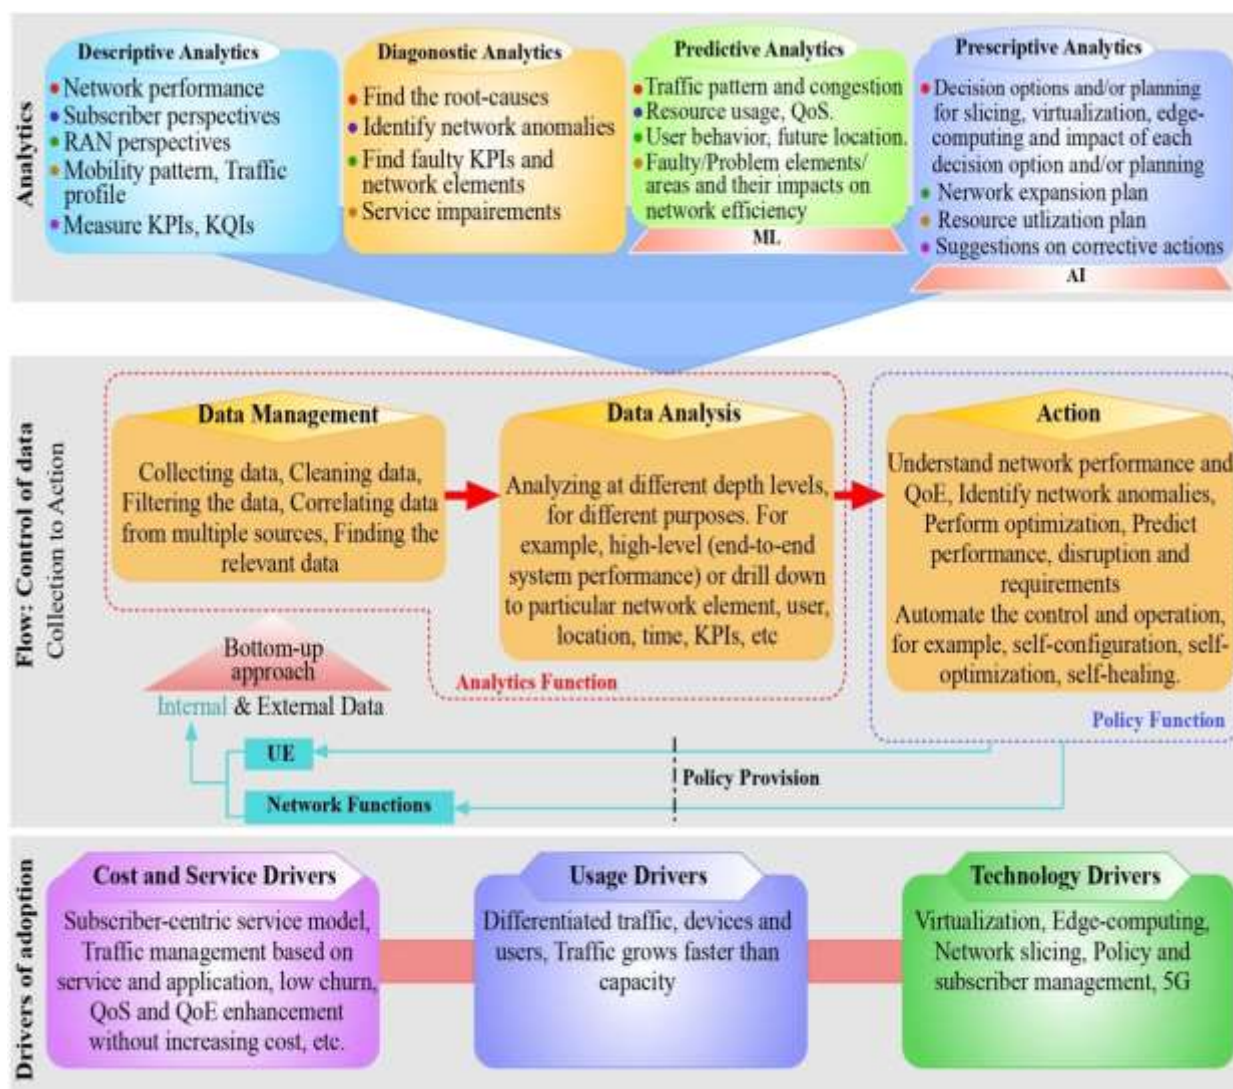 Analytics
Descriptive Analytics
Network performance
Subscriber perspectives
RAN perspectives
Mobility pattern, Traffic
profile
Measure KPIs, KQIs
Diagonostic Analytics
Find the root-causes
Identify network anomalies
Find faulty KPIs and
network elements
Service impairements
Predictive Analytics
Traffic pattern and congestion
Resource usage, QoS.
User behavior, future location.
Faulty/Problem elements/
areas and their impacts on
network efficiency
ML
Prescriptive Analytics
Decision options and/or planning
for slicing, virtualization, edge-
computing and impact of each
decision option and/or planning
Nerwork expansion plan
Resource utlization plan
Suggestions on corrective actions
AI
Flow: Control of data
Collection to Action
Data Management
Collecting data, Cleaning data,
Filtering the data, Correlating data
from multiple sources, Finding the
relevant data
Data Analysis
Analyzing at different depth levels,
for different purposes. For
example, high-level (end-to-end
system performance) or drill down
to particular network element, user,
location, time, KPIs, etc
Analytics Function
Action
Understand network performance and
QoE, Identify network anomalies,
Perform optimization, Predict
performance, disruption and
requirements
Automate the control and operation,
for example, self-configuration, self-
optimization, self-healing.
Policy Function
Bottom-up
approach
Internal & External Data
UE
Network Functions
Policy Provision
Drivers of adoption
Cost and Service Drivers
Subscriber-centric service model,
Traffic management based on
service and application, low churn,
QoS and QoE enhancement
without increasing cost, etc.
Usage Drivers
Differentiated traffic, devices and
users, Traffic grows faster than
capacity
Technology Drivers
Virtualization, Edge-computing,
Network slicing, Policy and
subscriber management, 5G